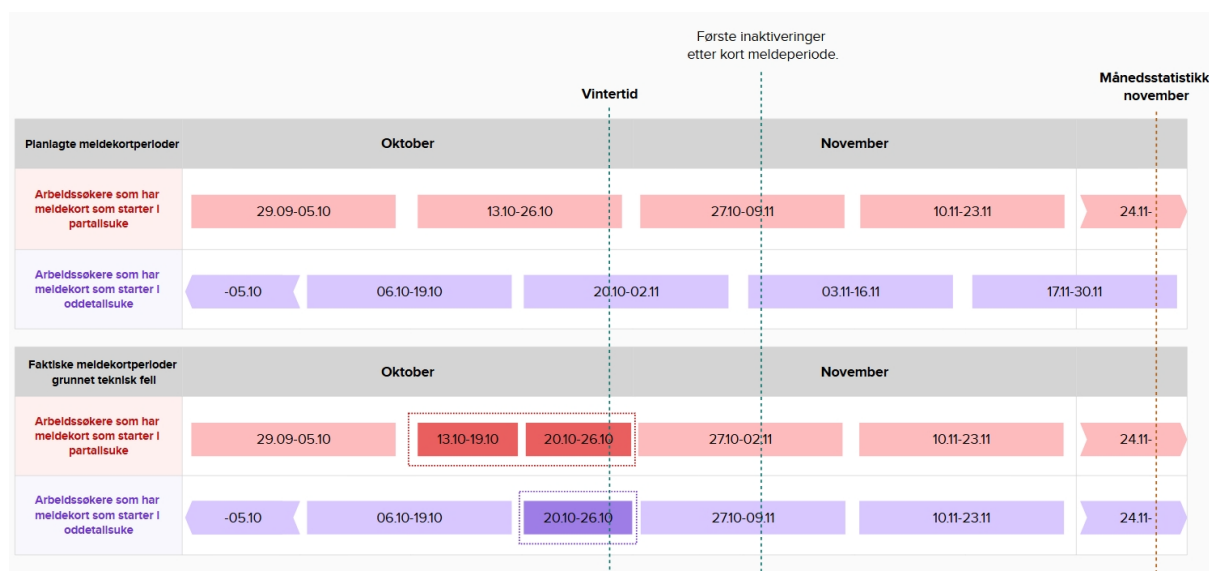 Første inaktiveringer
etter kort meldeperiode.
Vintertid
Månedsstatistikk
november
Planlagte meldekortperioder
Oktober
November
Arbeidssøkere som har
meldekort som starter i
partallsuke
29.09-05.10
13.10-26.10
27.10-09.11
10.11-23.11
24.11-
Arbeidssøkere som har
meldekort som starter i
oddetallsuke
-05.10
06.10-19.10
20.10-02.11
03.11-16.11
17.11-30.11
Faktiske meldekortperioder
grunnet teknisk feil
Oktober
November
Arbeidssøkere som har
meldekort som starter i
partallsuke
29.09-05.10
13.10-19.10
20.10-26.10
27.10-02.11
10.11-23.11
24.11-
Arbeidssøkere som har
meldekort som starter i
oddetallsuke
-05.10
06.10-19.10
20.10-26.10
27.10-09.11
10.11-23.11
24.11-